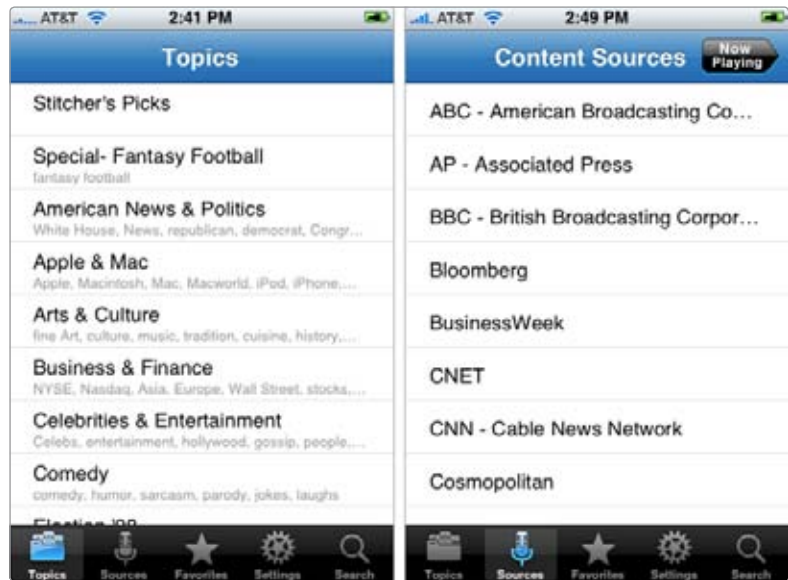 AT&T 2:41 PM
Topics
Stitcher's Picks
Special- Fantasy Football
fantasy football
American News & Politics
White House, News, republican, democrat, Congr...
Apple & Mac
Apple, Macintosh, Mac, Macworld, iPod, iPhone,...
Arts & Culture
fine Art, culture, music, tradition, cuisine, history,...
Business & Finance
NYSE, Nasdaq, Asia, Europe, Wall Street, stocks,...
Celebrities & Entertainment
Celebs, entertainment, hollywood, gossip, people,...
Comedy
comedy, humor, sarcasm, parody, jokes, laughs
Election '08
Topics Sources Favorites Settings Search
AT&T 2:49 PM
Content Sources
Now
Playing
ABC - American Broadcasting Co...
AP - Associated Press
BBC - British Broadcasting Corpor...
Bloomberg
BusinessWeek
CNET
CNN - Cable News Network
Cosmopolitan
Topics Sources Favorites Settings Search